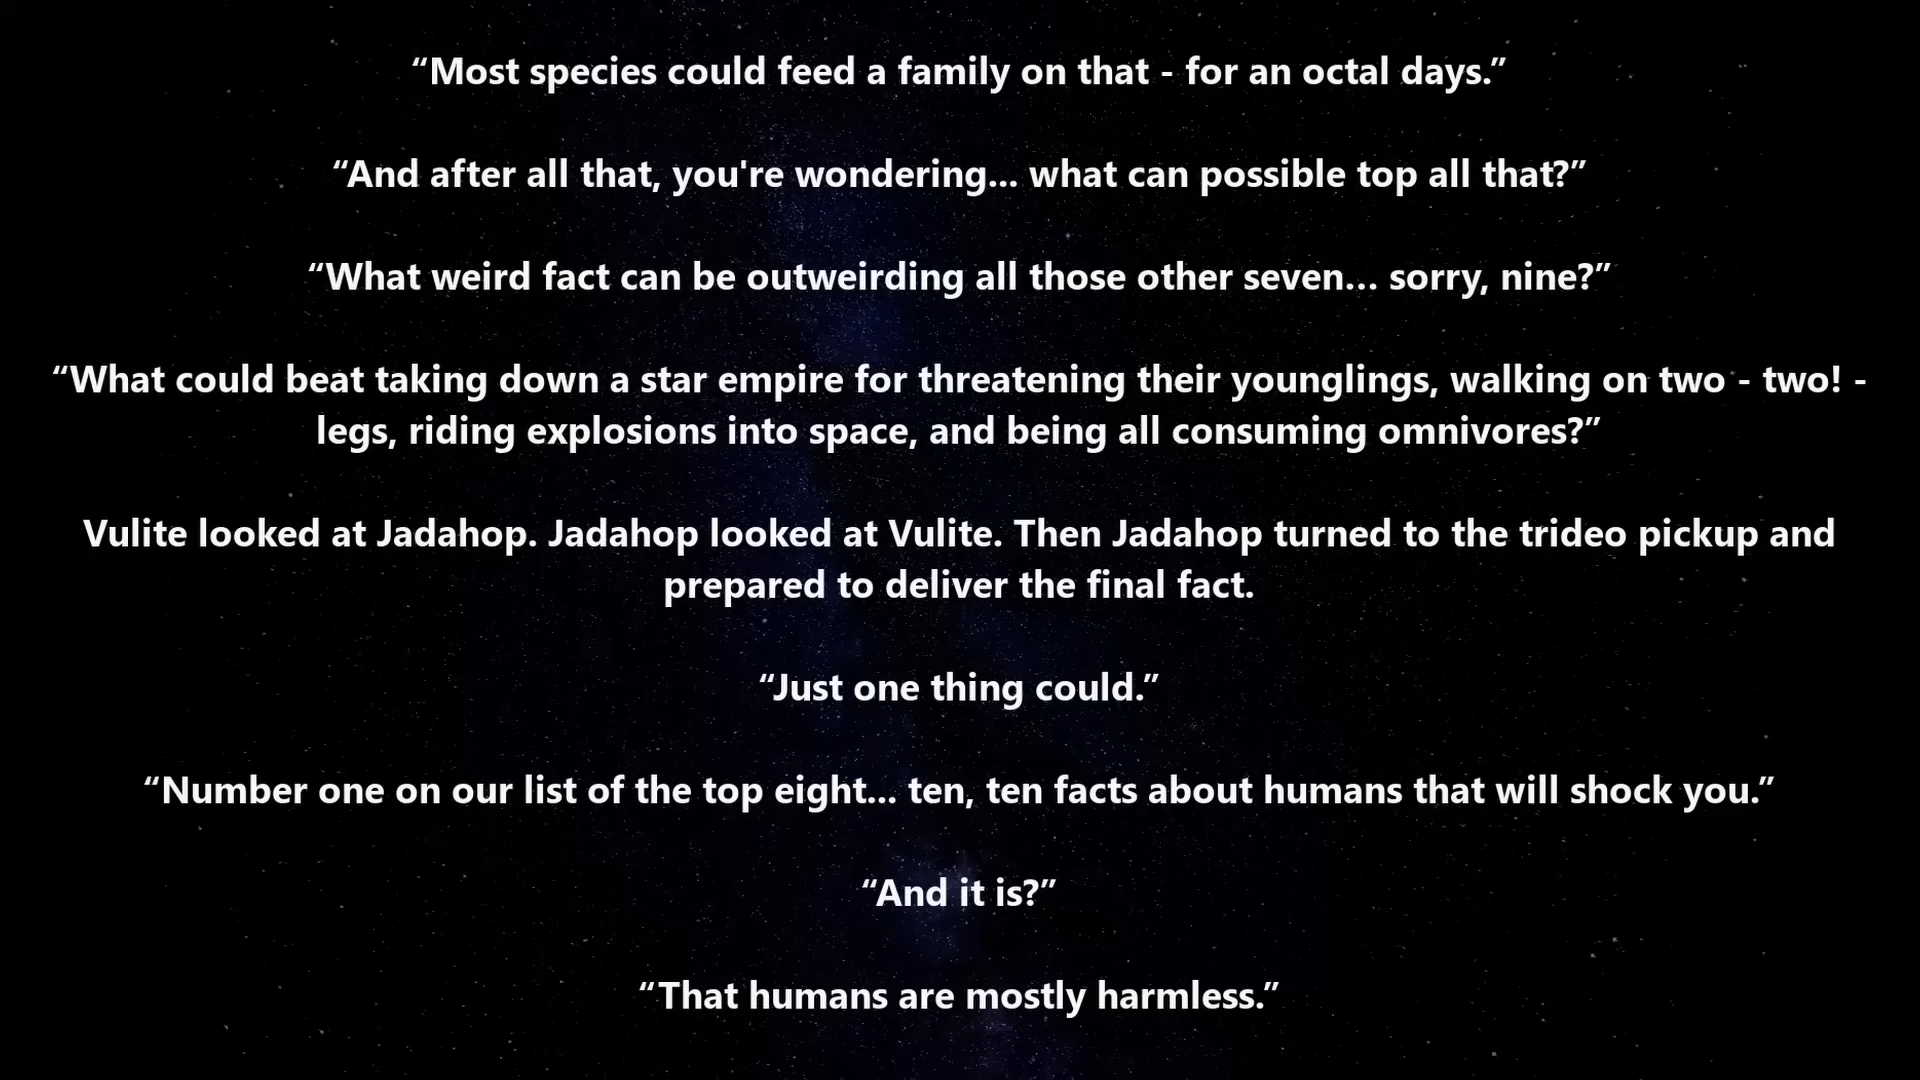 “Most species could feed a family on that - for an octal days.”
“And after all that, you're wondering... what can possible top all that?”
“What weird fact can be outweirding all those other seven… sorry, nine?”
“What could beat taking down a star empire for threatening their younglings, walking on two - two! -
legs, riding explosions into space, and being all consuming omnivores?”
Vulite looked at Jadahop. Jadahop looked at Vulite. Then Jadahop turned to the trideo pickup and
prepared to deliver the final fact.
“Just one thing could.”
“Number one on our list of the top eight... ten, ten facts about humans that will shock you.”
“And it is?”
“That humans are mostly harmless.”